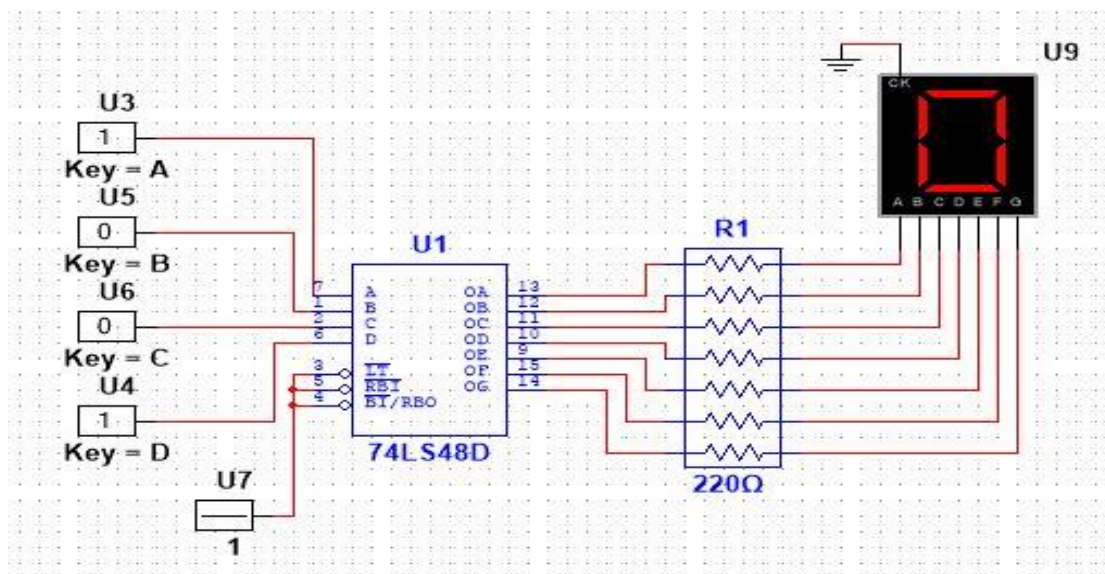 U9
CK
A B C D E F G
U3
1
Key = A
U5
0
Key = B
U6
0
Key = C
U4
1
Key = D
U7
1
U1
7 A OA 13
1 B OB 12
2 C OC 11
6 D OD 10
OE 9
3 LT OF 15
5 RBI OG 14
4 BI/RBO
74LS48D
R1
220Ω